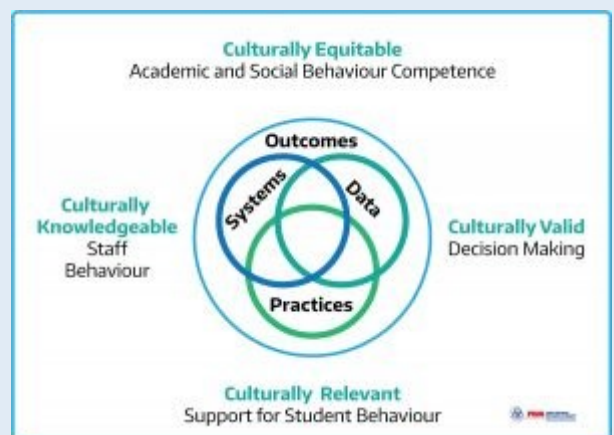 Culturally Equitable
Academic and Social Behaviour Competence
Outcomes
Systems
Data
Practices
Culturally
Knowledgeable
Staff
Behaviour
Culturally Valid
Decision Making
Culturally Relevant
Support for Student Behaviour